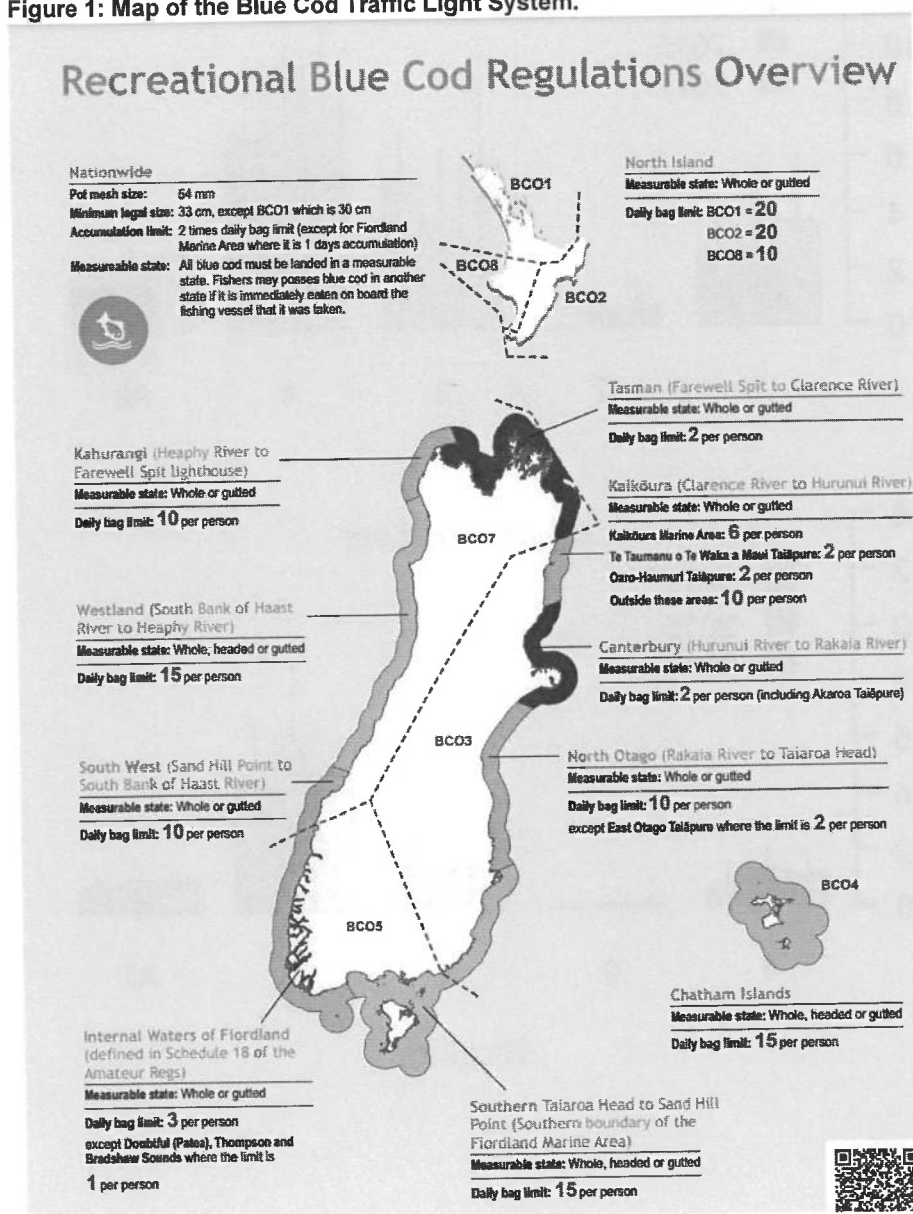 Figure 1: Map of the Blue Cod Traffic Light System.
Recreational Blue Cod Regulations Overview
Nationwide
Pot mesh size: 54 mm
Minimum legal size: 33 cm, except BCO1 which is 30 cm
Accumulation limit: 2 times daily bag limit (except for Fiordland
Marine Area where it is 1 days accumulation)
Measureable state: All blue cod must be landed in a measurable
state. Fishers may posses blue cod in another
state if it is immediately eaten on board the
fishing vessel that it was taken.
BCO1
BCO8
BCO2
North Island
Measurable state: Whole or gutted
Daily bag limit: BCO1 = 20
BCO2 = 20
BCO8 = 10
Tasman (Farewell Spit to Clarence River)
Measurable state: Whole or gutted
Daily bag limit: 2 per person
Kahurangi (Heaphy River to
Farewell Spit lighthouse)
Measurable state: Whole or gutted
Daily bag limit: 10 per person
Kaikōura (Clarence River to Hurunui River)
Measurable state: Whole or gutted
Kaikōura Marine Area: 6 per person
Te Taumanu o Te Waka a Maui Taiāpure: 2 per person
Oaro-Haumuri Taiāpure: 2 per person
Outside these areas: 10 per person
BCO7
Westland (South Bank of Haast
River to Heaphy River)
Measurable state: Whole, headed or gutted
Daily bag limit: 15 per person
Canterbury (Hurunui River to Rakaia River)
Measurable state: Whole or gutted
Daily bag limit: 2 per person (including Akaroa Taiāpure)
BCO3
South West (Sand Hill Point to
South Bank of Haast River)
Measurable state: Whole or gutted
Daily bag limit: 10 per person
North Otago (Rakaia River to Taiaroa Head)
Measurable state: Whole or gutted
Daily bag limit: 10 per person
except East Otago Taiāpure where the limit is 2 per person
BCO4
BCO5
Chatham Islands
Measurable state: Whole, headed or gutted
Daily bag limit: 15 per person
Internal Waters of Fiordland
(defined in Schedule 18 of the
Amateur Regs)
Measurable state: Whole or gutted
Daily bag limit: 3 per person
except Doubtful (Patea), Thompson and
Bradshaw Sounds where the limit is
1 per person
Southern Taiaroa Head to Sand Hill
Point (Southern boundary of the
Fiordland Marine Area)
Measurable state: Whole, headed or gutted
Daily bag limit: 15 per person